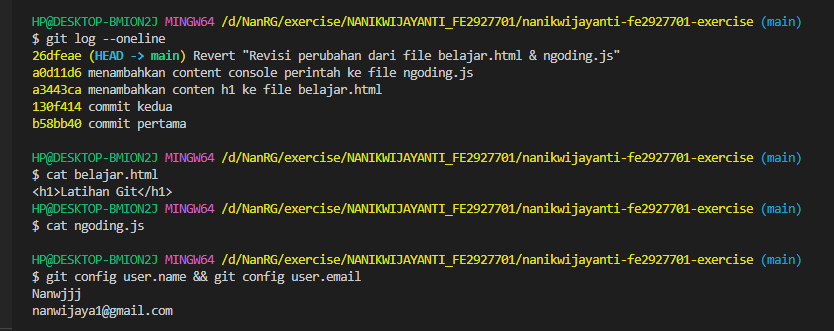 HP@DESKTOP-BMION2J MINGW64 /d/NanRG/exercise/NANIKWIJAYANTI_FE2927701/nanikwijayanti-fe2927701-exercise (main)
$ git log --oneline
26dfeae (HEAD -> main) Revert "Revisi perubahan dari file belajar.html & ngoding.js"
a0d11d6 menambahkan content console perintah ke file ngoding.js
a3443ca menambahkan conten h1 ke file belajar.html
130f414 commit kedua
b58bb40 commit pertama
HP@DESKTOP-BMION2J MINGW64 /d/NanRG/exercise/NANIKWIJAYANTI_FE2927701/nanikwijayanti-fe2927701-exercise (main)
$ cat belajar.html
<h1>Latihan Git</h1>
HP@DESKTOP-BMION2J MINGW64 /d/NanRG/exercise/NANIKWIJAYANTI_FE2927701/nanikwijayanti-fe2927701-exercise (main)
$ cat ngoding.js
HP@DESKTOP-BMION2J MINGW64 /d/NanRG/exercise/NANIKWIJAYANTI_FE2927701/nanikwijayanti-fe2927701-exercise (main)
$ git config user.name && git config user.email
Nanwjjj
nanwijaya1@gmail.com